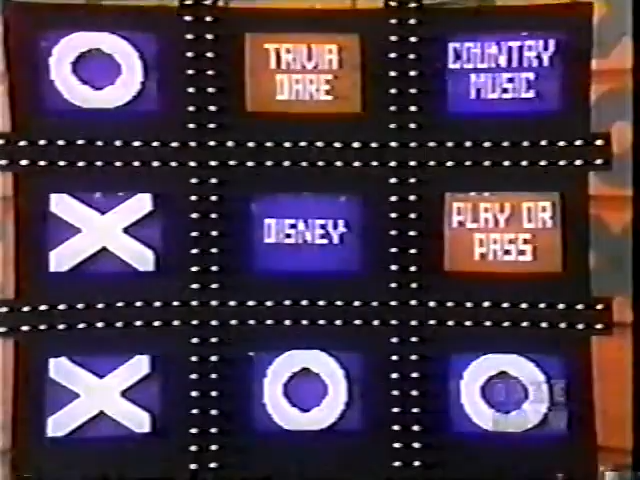 O
TRIVIA
DARE
COUNTRY
MUSIC
X
DISNEY
PLAY OR
PASS
X
O
O